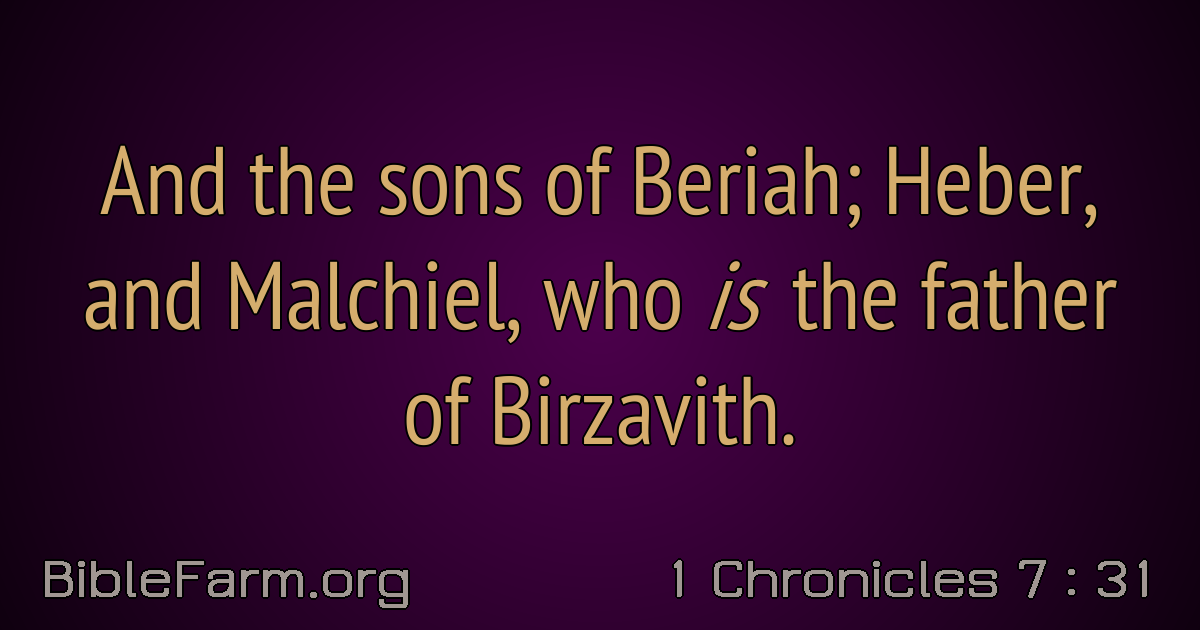 And the sons of Beriah; Heber,
and Malchiel, who is the father
of Birzavith.
BibleFarm.org
1 Chronicles 7 : 31